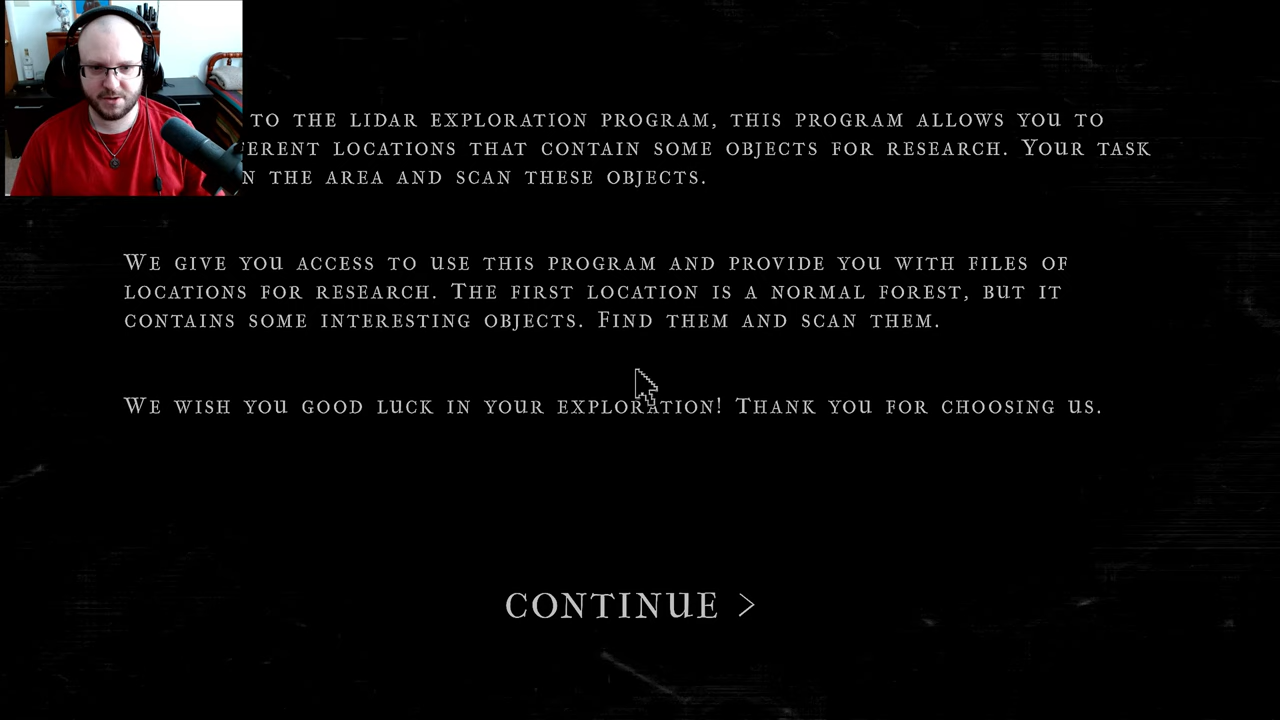 TO THE LIDAR EXPLORATION PROGRAM, THIS PROGRAM ALLOWS YOU TO
LOCATIONS THAT CONTAIN SOME OBJECTS FOR RESEARCH. YOUR TASK
THE AREA AND SCAN THESE OBJECTS.
WE GIVE YOU ACCESS TO USE THIS PROGRAM AND PROVIDE YOU WITH FILES OF
LOCATIONS FOR RESEARCH. THE FIRST LOCATION IS A NORMAL FOREST, BUT IT
CONTAINS SOME INTERESTING OBJECTS. FIND THEM AND SCAN THEM.
WE WISH YOU GOOD LUCK IN YOUR EXPLORATION! THANK YOU FOR CHOOSING US.
CONTINUE >